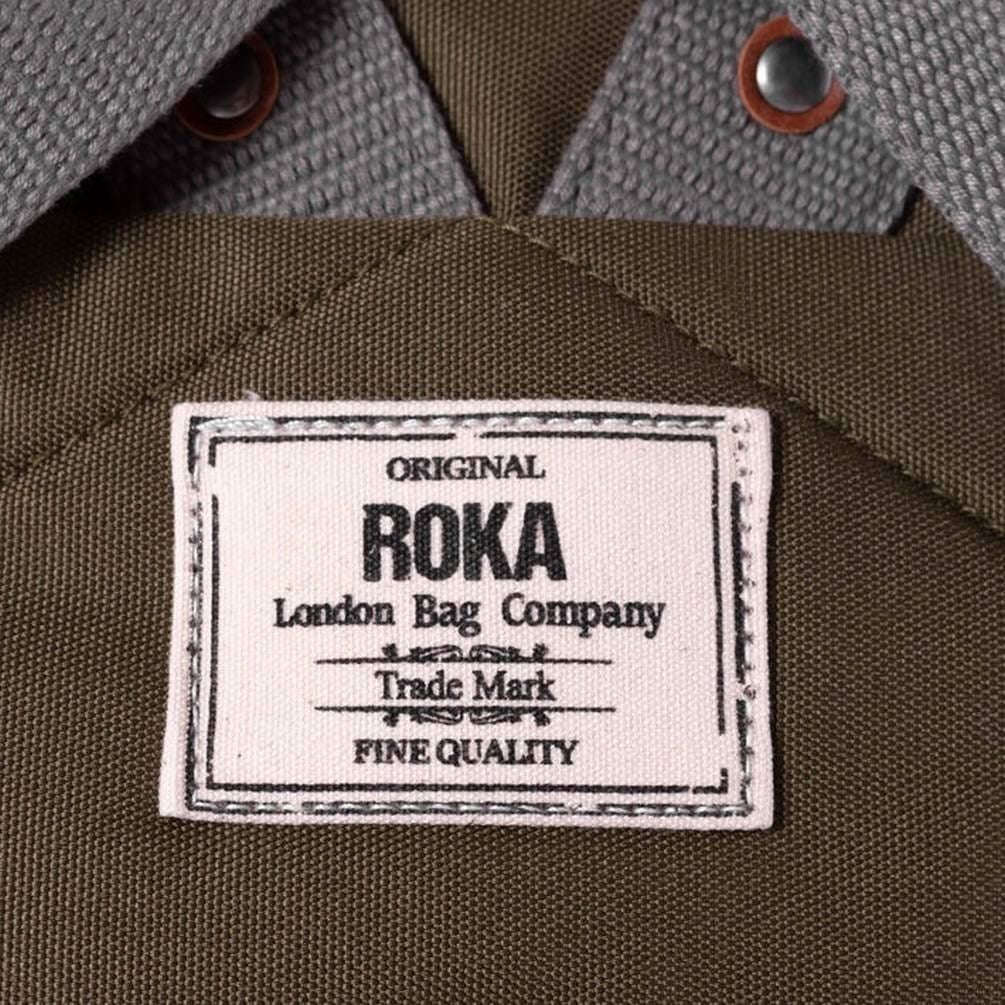 ORIGINAL
ROKA
London Bag Company
Trade Mark
FINE QUALITY